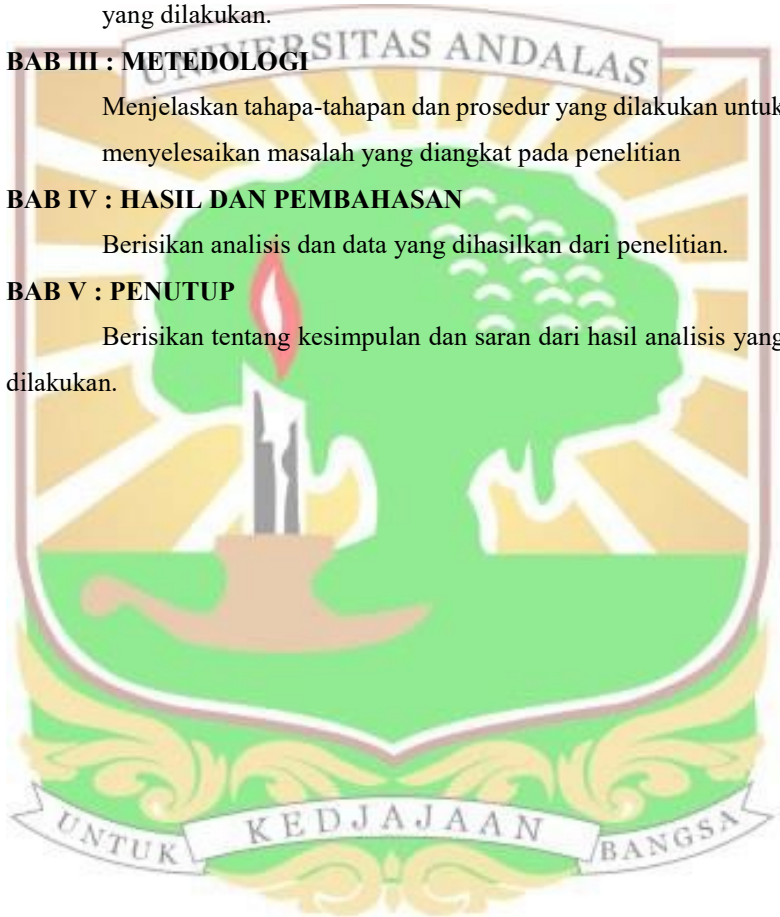 yang dilakukan.
UNIVERSITAS ANDALAS
BAB III : METEDOLOGI
Menjelaskan tahapa-tahapan dan prosedur yang dilakukan untuk
menyelesaikan masalah yang diangkat pada penelitian
BAB IV : HASIL DAN PEMBAHASAN
Berisikan analisis dan data yang dihasilkan dari penelitian.
BAB V : PENUTUP
Berisikan tentang kesimpulan dan saran dari hasil analisis yang
dilakukan.
UNTUK KEDJAJAAN BANGSA